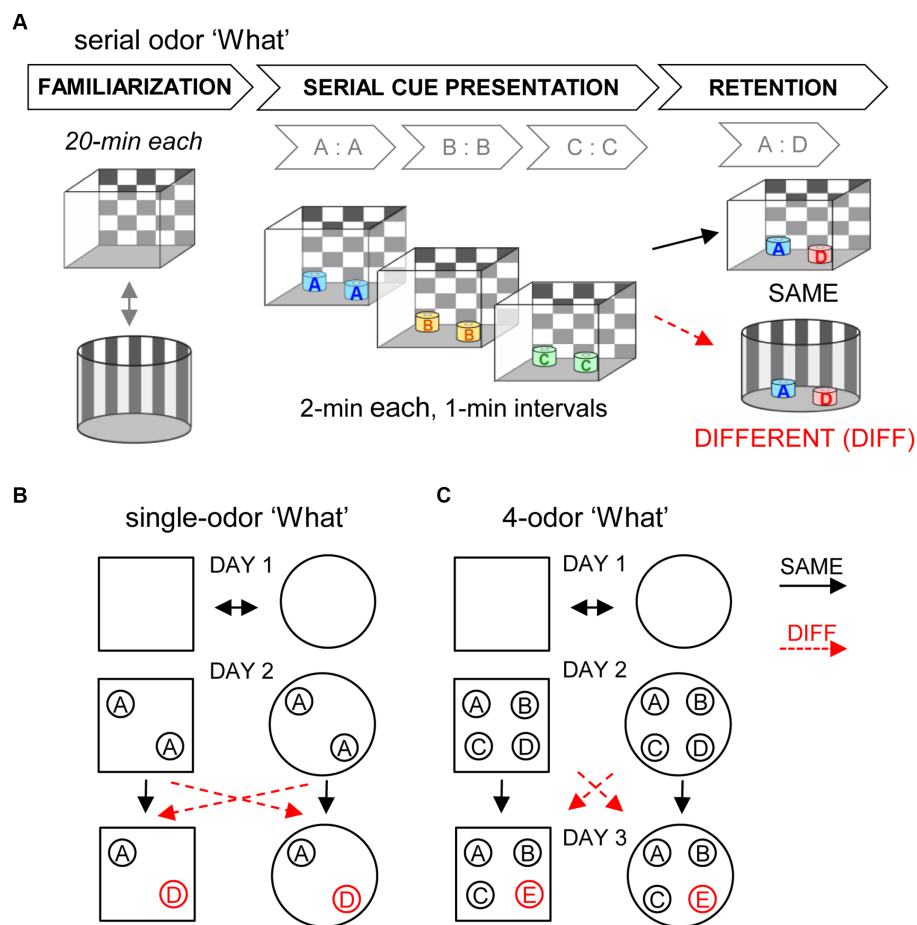 A
serial odor ‘What’
FAMILIARIZATION SERIAL CUE PRESENTATION RETENTION
20-min each
A : A B : B C : C A : D
A A
B B
C C
A D
SAME
A D
2-min each, 1-min intervals
DIFFERENT (DIFF)
B
single-odor ‘What’
DAY 1
DAY 2
A A
A A
A A
D D
C
4-odor ‘What’
DAY 1
DAY 2
A B A B
C D C D
DAY 3
A B A B
C E C E
SAME
DIFF